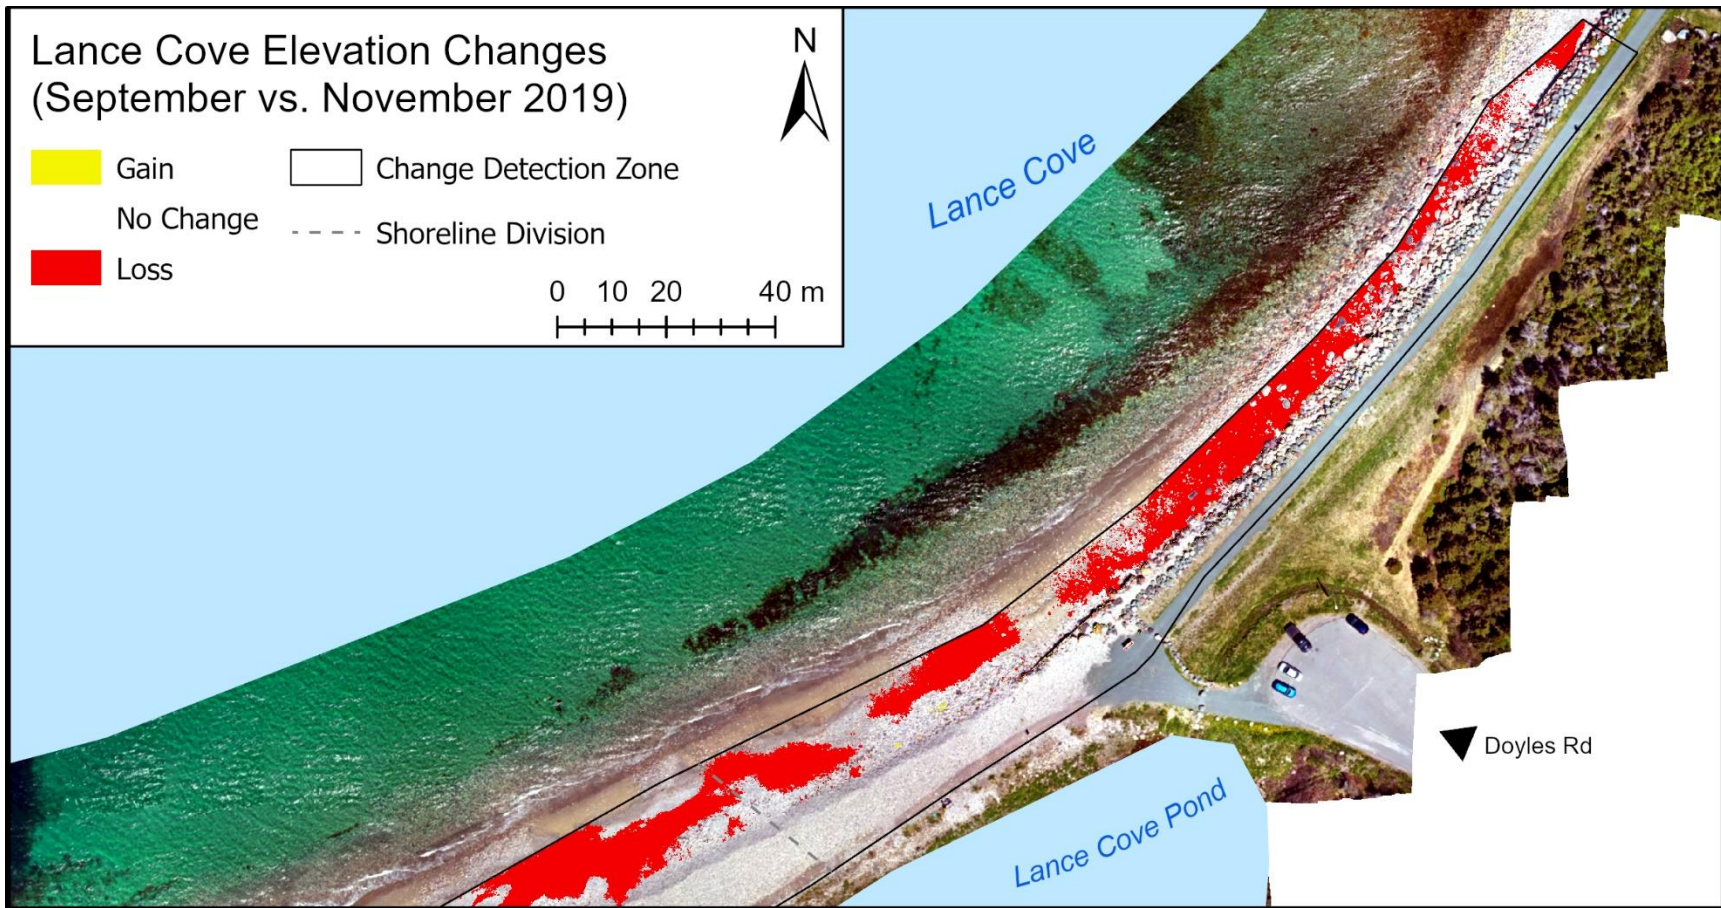 Lance Cove Elevation Changes
(September vs. November 2019)
N
Gain
No Change
Loss
Change Detection Zone
Shoreline Division
0 10 20 40 m
Lance Cove
Doyles Rd
Lance Cove Pond